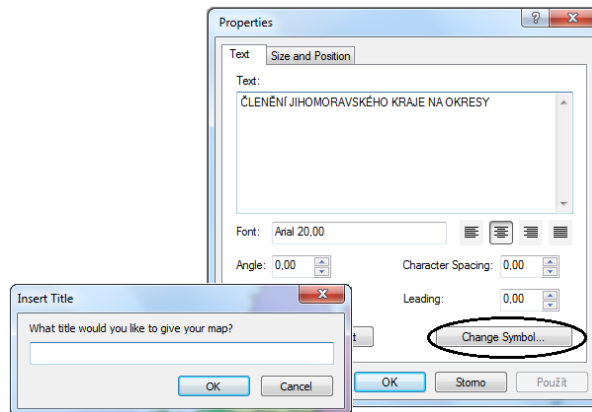 Properties
Text Size and Position
Text:
ČLENĚNÍ JIHOMORAVSKÉHO KRAJE NA OKRESY
Font: Arial 20,00
Angle: 0,00 Character Spacing: 0,00
Leading: 0,00
Change Symbol...
OK Storno Použít
Insert Title
What title would you like to give your map?
OK Cancel